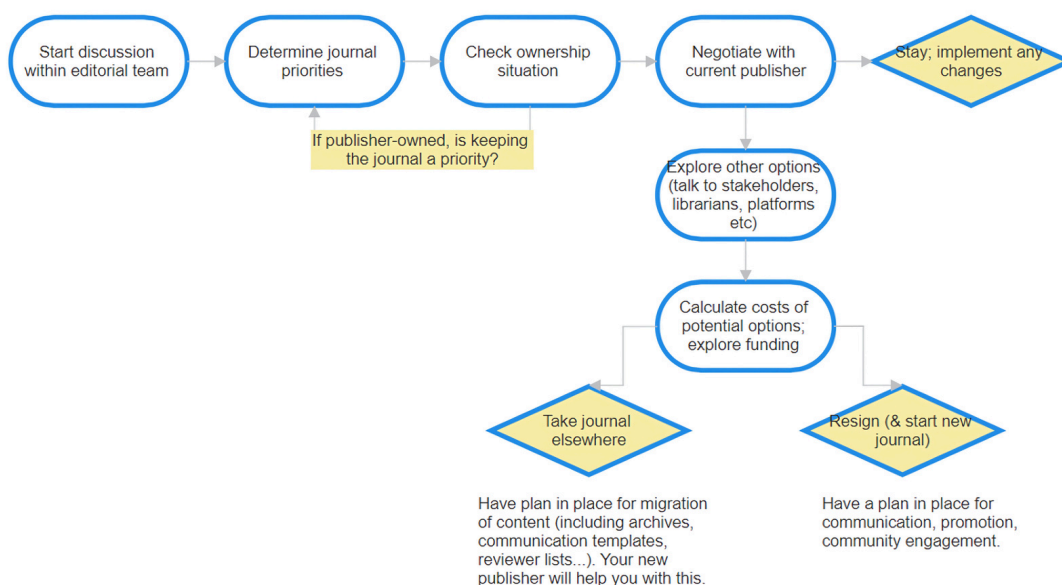 Start discussion
within editorial team
Determine journal
priorities
Check ownership
situation
Negotiate with
current publisher
Stay; implement any
changes
If publisher-owned, is keeping
the journal a priority?
Explore other options
(talk to stakeholders,
librarians, platforms
etc)
Calculate costs of
potential options;
explore funding
Take journal
elsewhere
Resign (& start new
journal)
Have plan in place for migration
of content (including archives,
communication templates,
reviewer lists...). Your new
publisher will help you with this.
Have a plan in place for
communication, promotion,
community engagement.